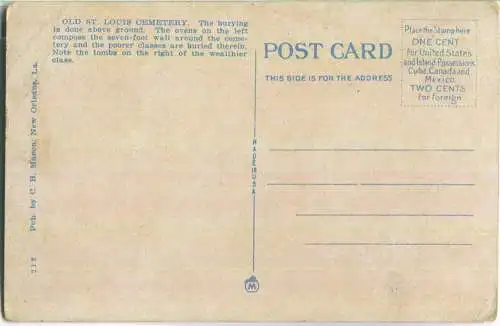 OLD ST. LOUIS CEMETERY. The burying
is done above ground. The ovens on the left
compose the seven-foot wall around the ceme-
tery and the poorer classes are buried therein.
Note the tombs on the right of the wealthier
class.
POST CARD
THIS SIDE IS FOR THE ADDRESS
Place the Stamp here
ONE CENT
for United States
and Island Possessions
Cuba, Canada and
Mexico
TWO CENTS
for Foreign
Pub. by C. H. Mason, New Orleans, La.
MADE IN USA
M